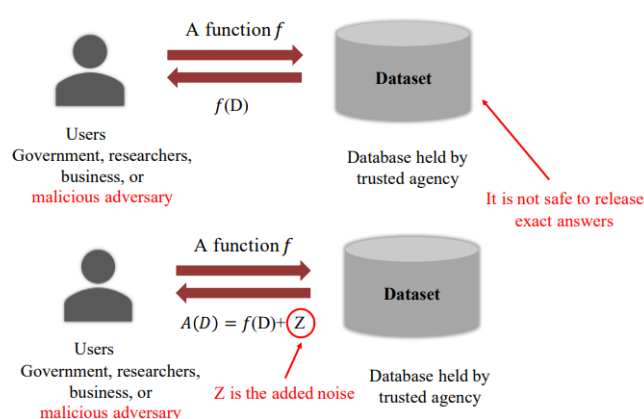 A function f
Dataset
f(D)
Users
Government, researchers,
business, or
malicious adversary
Database held by
trusted agency
It is not safe to release
exact answers
A function f
Dataset
A(D) = f(D)+ Z
Users
Government, researchers,
business, or
malicious adversary
Z is the added noise
Database held by
trusted agency